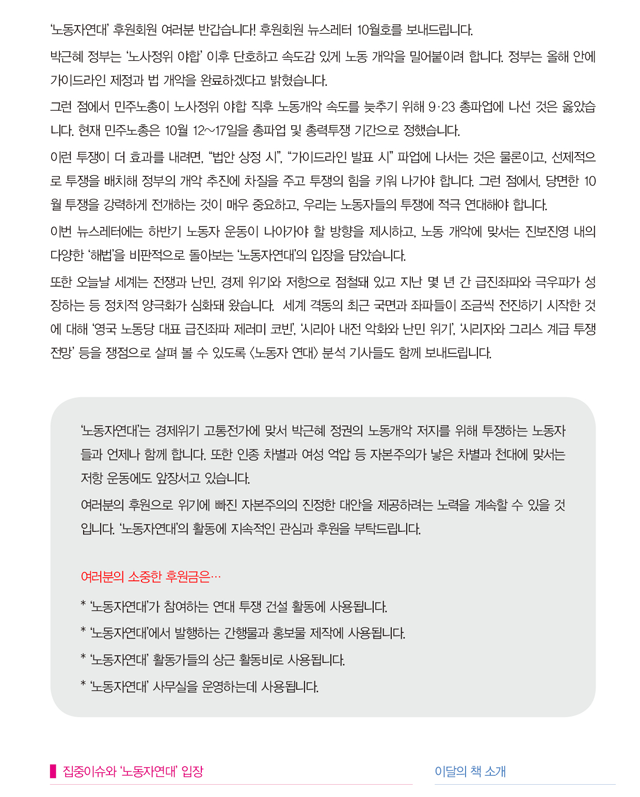 ‘노동자연대’ 후원회원 여러분 반갑습니다! 후원회원 뉴스레터 10월호를 보내드립니다.
박근혜 정부는 ‘노사정위 야합’ 이후 단호하고 속도감 있게 노동 개악을 밀어붙이려 합니다. 정부는 올해 안에
가이드라인 제정과 법 개악을 완료하겠다고 밝혔습니다.
그런 점에서 민주노총이 노사정위 야합 직후 노동개악 속도를 늦추기 위해 9·23 총파업에 나선 것은 옳았습
니다. 현재 민주노총은 10월 12~17일을 총파업 및 총력투쟁 기간으로 정했습니다.
이런 투쟁이 더 효과를 내려면, “법안 상정 시”, “가이드라인 발표 시” 파업에 나서는 것은 물론이고, 선제적으
로 투쟁을 배치해 정부의 개악 추진에 차질을 주고 투쟁의 힘을 키워 나가야 합니다. 그런 점에서, 당면한 10
월 투쟁을 강력하게 전개하는 것이 매우 중요하고, 우리는 노동자들의 투쟁에 적극 연대해야 합니다.
이번 뉴스레터에는 하반기 노동자 운동이 나아가야 할 방향을 제시하고, 노동 개악에 맞서는 진보진영 내의
다양한 ‘해법’을 비판적으로 돌아보는 ‘노동자연대’의 입장을 담았습니다.
또한 오늘날 세계는 전쟁과 난민, 경제 위기와 저항으로 점철돼 있고 지난 몇 년 간 급진좌파와 극우파가 성
장하는 등 정치적 양극화가 심화돼 왔습니다. 세계 격동의 최근 국면과 좌파들이 조금씩 전진하기 시작한 것
에 대해 ‘영국 노동당 대표 급진좌파 제러미 코빈’, ‘시리아 내전 악화와 난민 위기’, ‘시리자와 그리스 계급 투쟁
전망’ 등을 쟁점으로 살펴 볼 수 있도록 〈노동자 연대〉 분석 기사들도 함께 보내드립니다.
‘노동자연대’는 경제위기 고통전가에 맞서 박근혜 정권의 노동개악 저지를 위해 투쟁하는 노동자
들과 언제나 함께 합니다. 또한 인종 차별과 여성 억압 등 자본주의가 낳은 차별과 천대에 맞서는
저항 운동에도 앞장서고 있습니다.
여러분의 후원으로 위기에 빠진 자본주의의 진정한 대안을 제공하려는 노력을 계속할 수 있을 것
입니다. ‘노동자연대’의 활동에 지속적인 관심과 후원을 부탁드립니다.
여러분의 소중한 후원금은…
* ‘노동자연대’가 참여하는 연대 투쟁 건설 활동에 사용됩니다.
* ‘노동자연대’에서 발행하는 간행물과 홍보물 제작에 사용됩니다.
* ‘노동자연대’ 활동가들의 상근 활동비로 사용됩니다.
* ‘노동자연대’ 사무실을 운영하는데 사용됩니다.
집중이슈와 ‘노동자연대’ 입장
이달의 책 소개